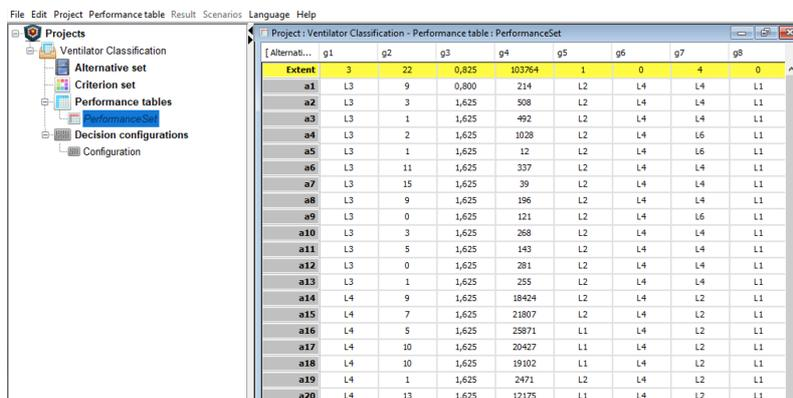 File Edit Project Performance table Result Scenarios Language Help
Projects
Ventilator Classification
Alternative set
Criterion set
Performance tables
PerformanceSet
Decision configurations
Configuration
Project : Ventilator Classification - Performance table : PerformanceSet
[ Alternati... g1 g2 g3 g4 g5 g6 g7 g8
Extent 3 22 0,825 103764 1 0 4 0
a1 L3 9 0,800 214 L2 L4 L4 L1
a2 L3 3 1,625 508 L2 L4 L4 L1
a3 L3 1 1,625 492 L2 L4 L4 L1
a4 L3 2 1,625 1028 L2 L4 L6 L1
a5 L3 1 1,625 12 L2 L4 L6 L1
a6 L3 11 1,625 337 L2 L4 L4 L1
a7 L3 15 1,625 39 L2 L4 L4 L1
a8 L3 9 1,625 196 L2 L4 L4 L1
a9 L3 0 1,625 121 L2 L4 L6 L1
a10 L3 3 1,625 268 L2 L4 L4 L1
a11 L3 5 1,625 143 L2 L4 L4 L1
a12 L3 0 1,625 281 L2 L4 L4 L1
a13 L3 1 1,625 255 L2 L4 L4 L1
a14 L4 9 1,625 18424 L2 L4 L2 L1
a15 L4 7 1,625 21807 L2 L4 L2 L1
a16 L4 5 1,625 25871 L1 L4 L2 L1
a17 L4 10 1,625 20427 L1 L4 L2 L1
a18 L4 10 1,625 19102 L1 L4 L2 L1
a19 L4 1 1,625 2471 L2 L4 L2 L1
a20 L4 13 1,625 12175 L1 L4 L2 L1